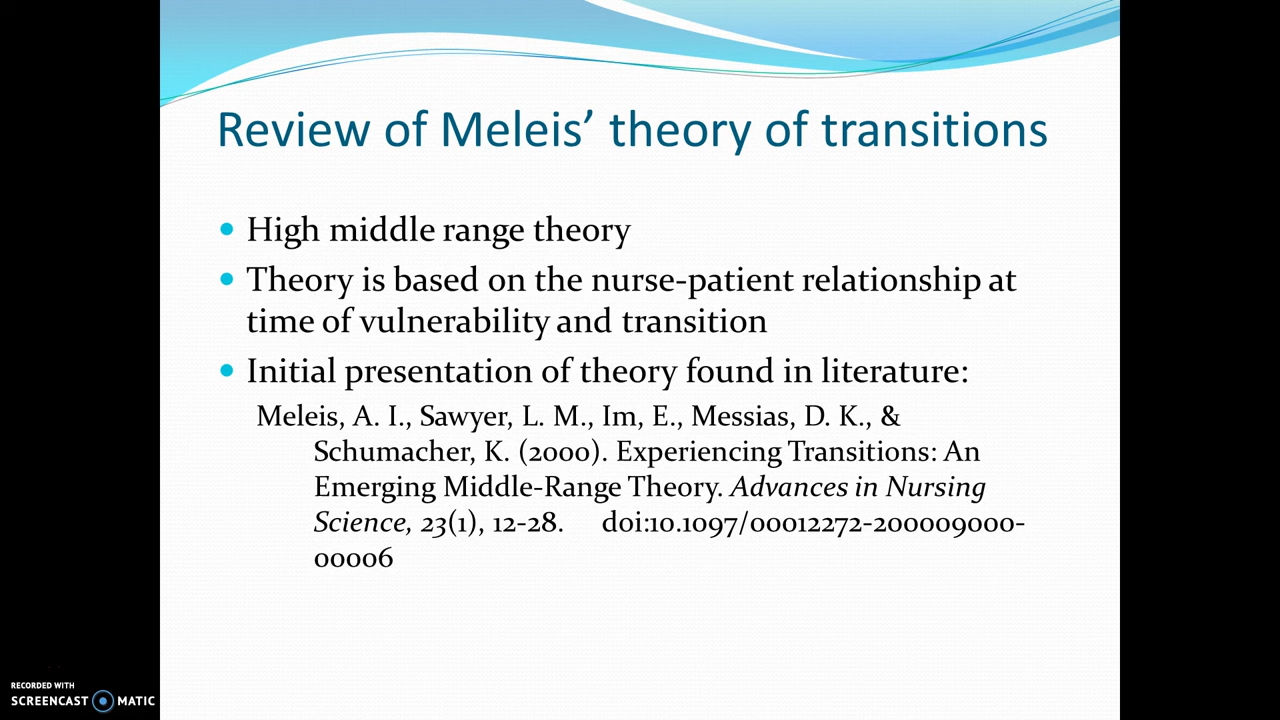 Review of Meleis’ theory of transitions
• High middle range theory
• Theory is based on the nurse-patient relationship at
time of vulnerability and transition
• Initial presentation of theory found in literature:
Meleis, A. I., Sawyer, L. M., Im, E., Messias, D. K., &
Schumacher, K. (2000). Experiencing Transitions: An
Emerging Middle-Range Theory. Advances in Nursing
Science, 23(1), 12-28. doi:10.1097/00012272-200009000-
00006
RECORDED WITH
SCREENCAST MATIC